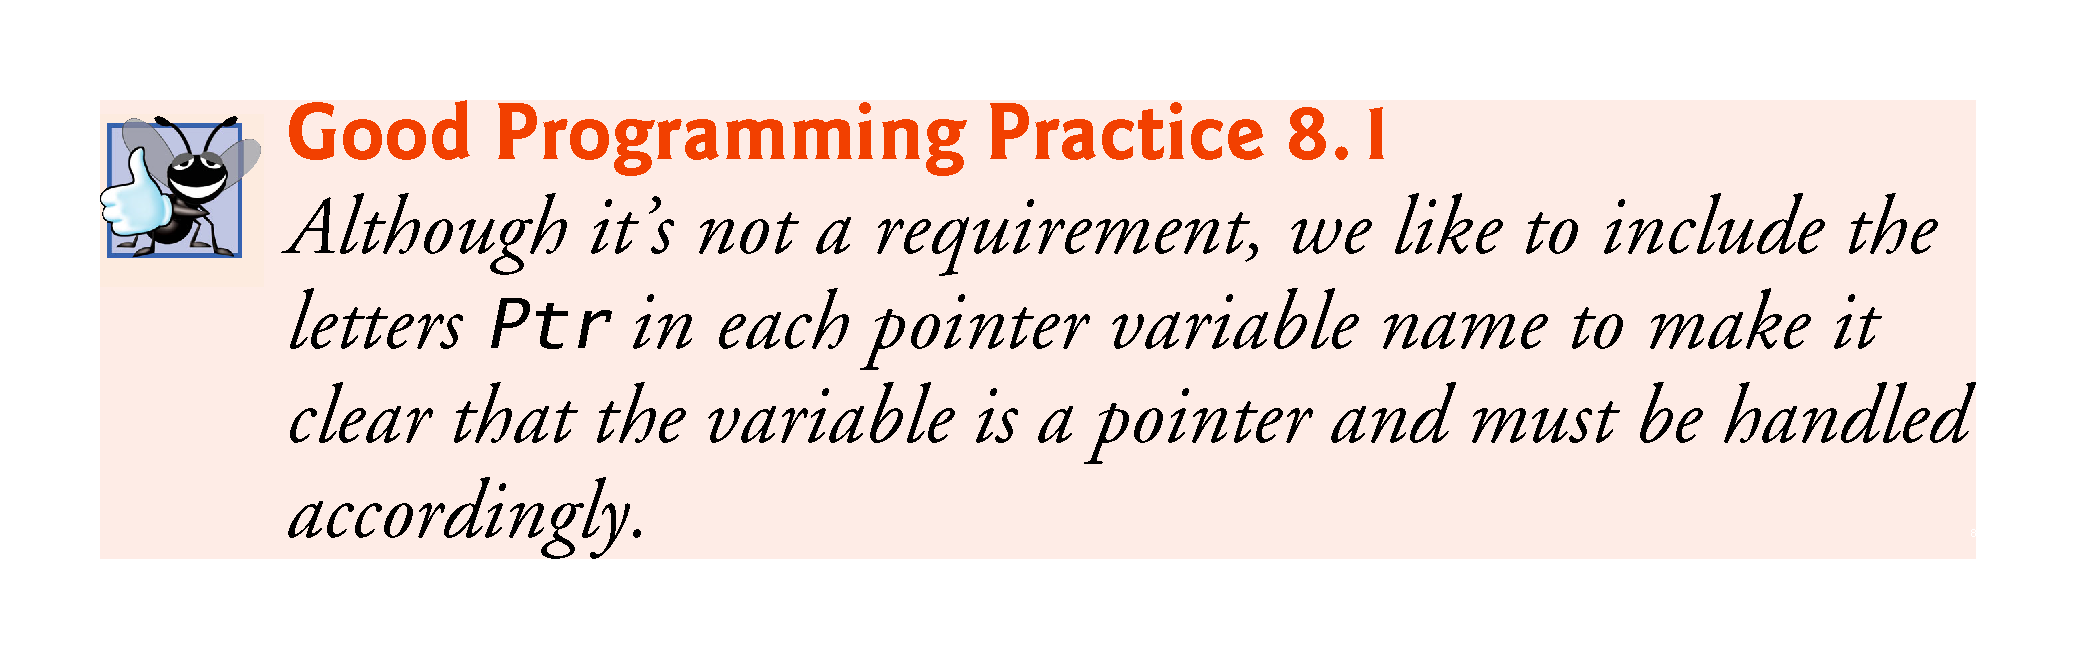 Good Programming Practice 8.1
Although it’s not a requirement, we like to include the
letters Ptr in each pointer variable name to make it
clear that the variable is a pointer and must be handled
accordingly.